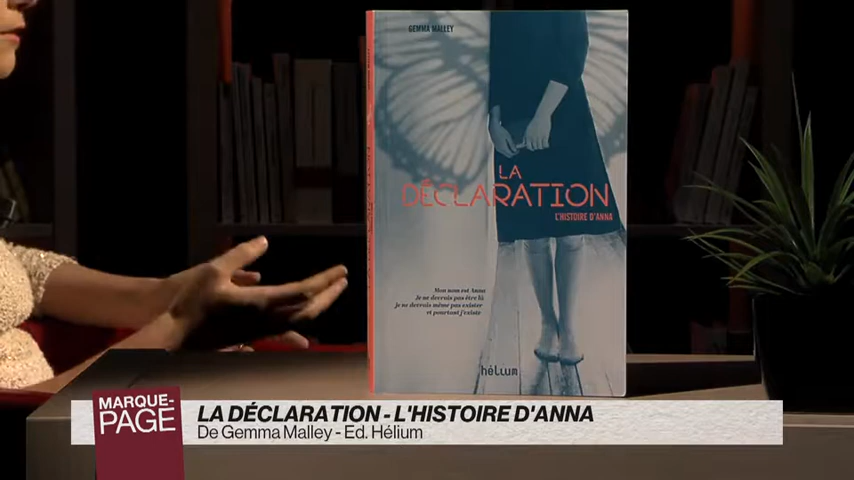 GEMMA MALLEY
LA
DÉCLARATION
L'HISTOIRE D'ANNA
Mon nom est Anna
Je ne devrais pas être là
Je ne devrais même pas exister
et pourtant j'existe
hélium
MARQUE-
PAGE
LA DÉCLARATION - L'HISTOIRE D'ANNA
De Gemma Malley - Ed. Hélium